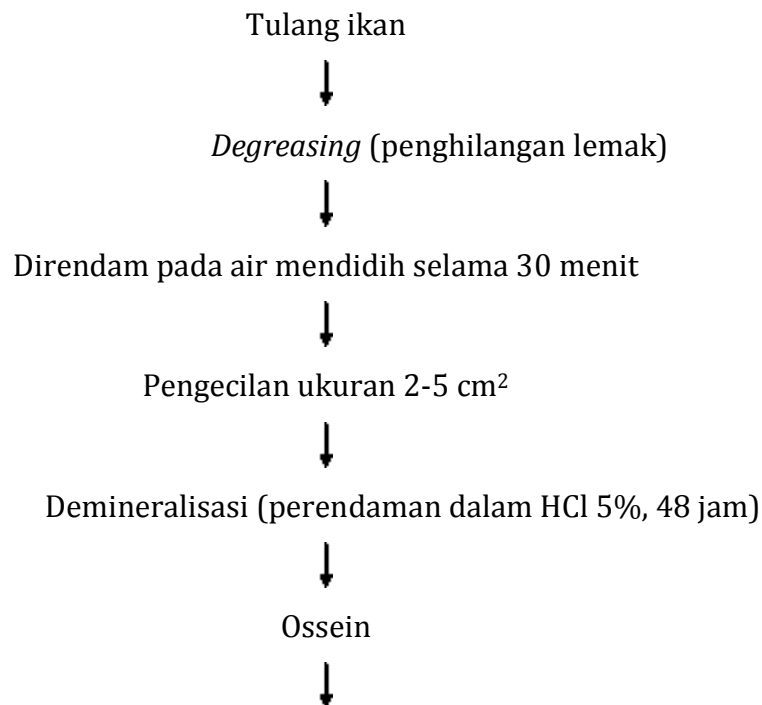 Tulang ikan
Degreasing (penghilangan lemak)
Direndam pada air mendidih selama 30 menit
Pengecilan ukuran 2-5 cm²
Demineralisasi (perendaman dalam HCl 5%, 48 jam)
Ossein